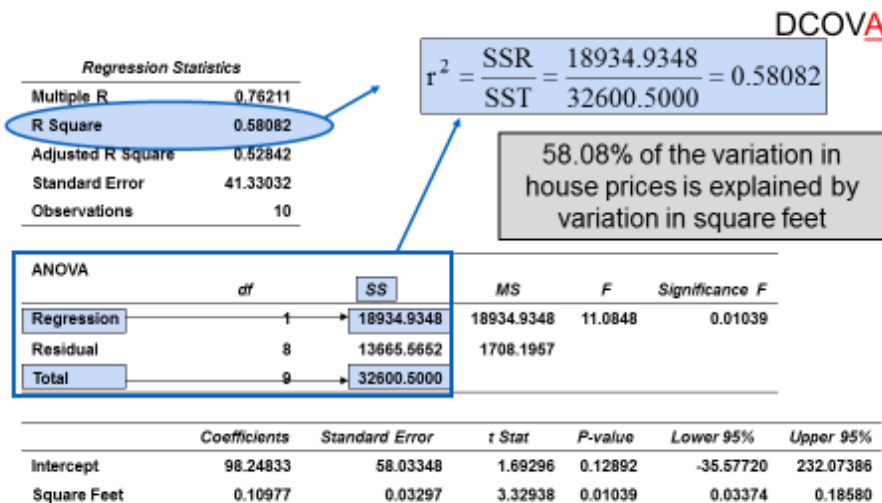 DCOVA
Regression Statistics
Multiple R 0.76211
R Square 0.58082
Adjusted R Square 0.52842
Standard Error 41.33032
Observations 10
r² = SSR/SST = 18934.9348/32600.5000 = 0.58082
58.08% of the variation in
house prices is explained by
variation in square feet
ANOVA
df SS MS F Significance F
Regression 1 18934.9348 18934.9348 11.0848 0.01039
Residual 8 13665.5652 1708.1957
Total 9 32600.5000
Coefficients Standard Error t Stat P-value Lower 95% Upper 95%
Intercept 98.24833 58.03348 1.69296 0.12892 -35.57720 232.07386
Square Feet 0.10977 0.03297 3.32938 0.01039 0.03374 0.18580